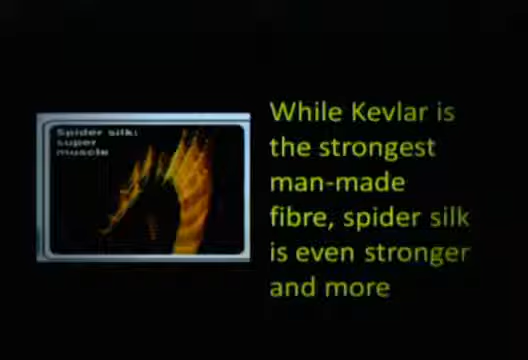 Spider silk:
super
muscle
While Kevlar is
the strongest
man-made
fibre, spider silk
is even stronger
and more